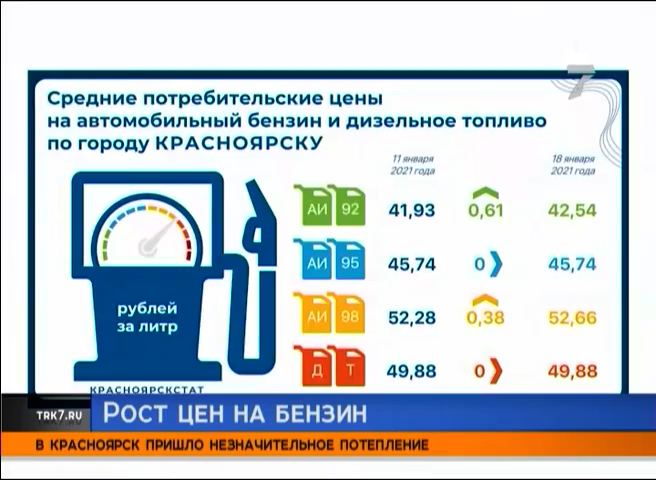 7
Средние потребительские цены
на автомобильный бензин и дизельное топливо
по городу КРАСНОЯРСКУ
11 января
2021 года
18 января
2021 года
АИ 92 41,93 0,61 42,54
АИ 95 45,74 0 45,74
АИ 98 52,28 0,38 52,66
Д Т 49,88 0 49,88
рублей
за литр
КРАСНОЯРСКСТАТ
TRK7.RU
РОСТ ЦЕН НА БЕНЗИН
В КРАСНОЯРСК ПРИШЛО НЕЗНАЧИТЕЛЬНОЕ ПОТЕПЛЕНИЕ